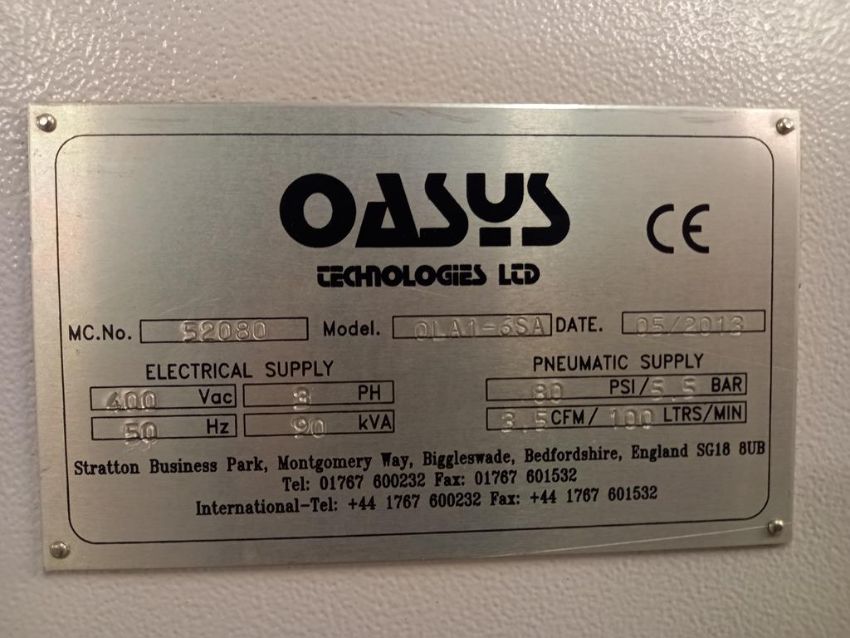 OASYS
TECHNOLOGIES LTD
CE
MC.No. 52080 Model. OLA1-6SA DATE. 05/2013
ELECTRICAL SUPPLY
400 Vac 3 PH
50 Hz 90 kVA
PNEUMATIC SUPPLY
80 PSI/5.5 BAR
3.5 CFM/ 100 LTRS/MIN
Stratton Business Park, Montgomery Way, Biggleswade, Bedfordshire, England SG18 8UB
Tel: 01767 600232 Fax: 01767 601532
International-Tel: +44 1767 600232 Fax: +44 1767 601532